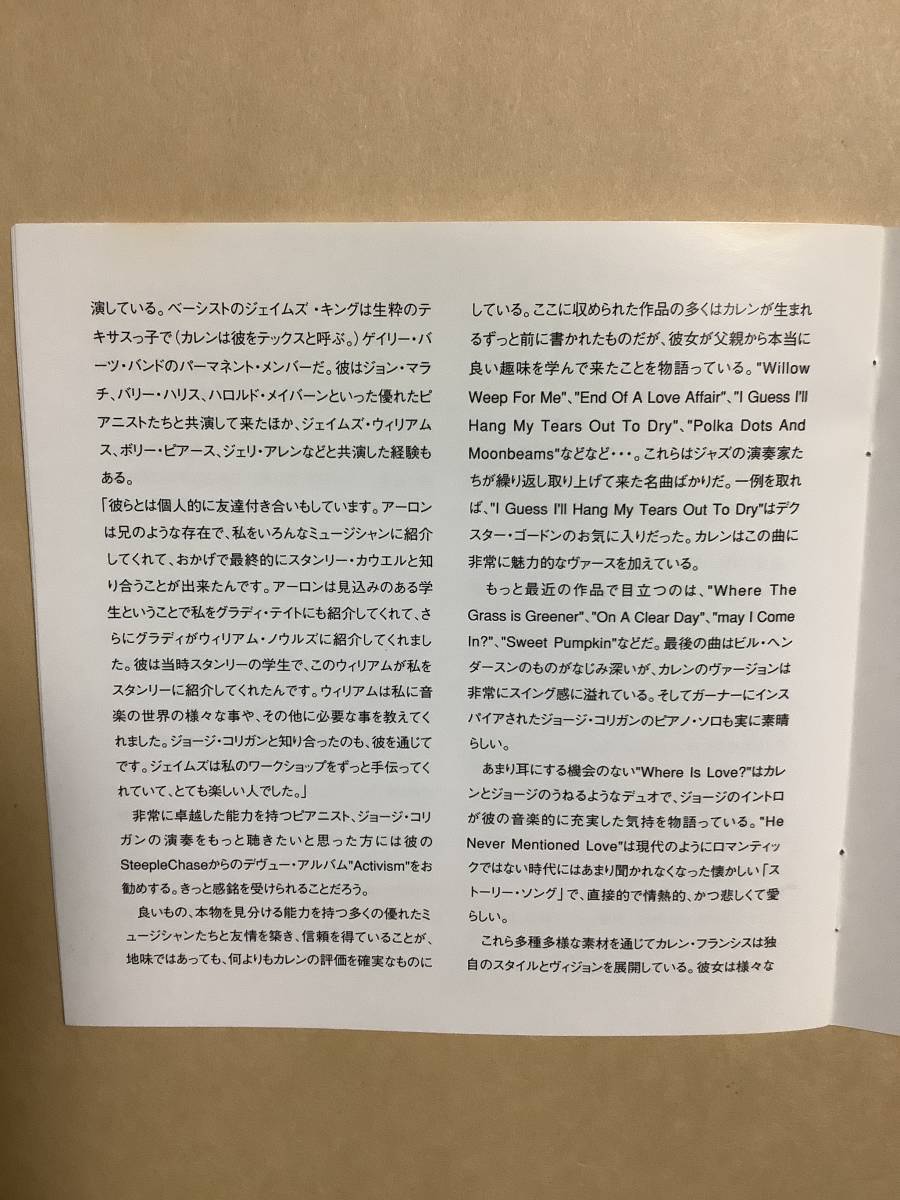 演している。ベーシストのジェイムズ・キングは生粋のテ
キサスっ子で(カレンは彼をテックスと呼ぶ。)ゲイリー・バ
ーツ・バンドのパーマネント・メンバーだ。彼はジョン・マラ
チ、バリー・ハリス、ハロルド・メイバーンといった優れたピ
アニストたちと共演して来たほか、ジェイムズ・ウィリアム
ス、ボリー・ピアース、ジェリ・アレンなどと共演した経験も
ある。
「彼らとは個人的に友達付き合いもしています。アーロン
は兄のような存在で、私をいろんなミュージシャンに紹介
してくれて、おかげで最終的にスタンリー・カウエルと知
り合うことが出来たんです。アーロンは見込みのある学
生ということで私をグラディ・テイトにも紹介してくれて、さ
らにグラディがウィリアム・ノウルズに紹介してくれまし
た。彼は当時スタンリーの学生で、このウィリアムが私を
スタンリーに紹介してくれたんです。ウィリアムは私に音
楽の世界の様々な事や、その他に必要な事を教えてく
れました。ジョージ・コリガンと知り合ったのも、彼を通じて
です。ジェイムズは私のワークショップをずっと手伝ってく
れていて、とても楽しい人でした。」
非常に卓越した能力を持つピアニスト、ジョージ・コリ
ガンの演奏をもっと聴きたいと思った方には彼の
SteepleChaseからのデヴュー・アルバム"Activism"をお
勧めする。きっと感銘を受けられることだろう。
良いもの、本物を見分ける能力を持つ多くの優れたミ
ュージシャンたちと友情を築き、信頼を得ていることが、
地味ではあっても、何よりもカレンの評価を確実なものに
している。ここに収められた作品の多くはカレンが生まれ
るずっと前に書かれたものだが、彼女が父親から本当に
良い趣味を学んで来たことを物語っている。"Willow
Weep For Me"、"End Of A Love Affair"、"I Guess I'll
Hang My Tears Out To Dry"、"Polka Dots And
Moonbeams"などなど・・・。これらはジャズの演奏家た
ちが繰り返し取り上げて来た名曲ばかりだ。一例を取れ
ば、"I Guess I'll Hang My Tears Out To Dry"はデク
スター・ゴードンのお気に入りだった。カレンはこの曲に
非常に魅力的なヴァースを加えている。
もっと最近の作品で目立つのは、"Where The
Grass is Greener"、"On A Clear Day"、"may I Come
In?"、"Sweet Pumpkin"などだ。最後の曲はビル・ヘン
ダースンのものがなじみ深いが、カレンのヴァージョンは
非常にスイング感に溢れている。そしてガーナーにインス
パイアされたジョージ・コリガンのピアノ・ソロも実に素晴
らしい。
あまり耳にする機会のない"Where Is Love?"はカレ
ンとジョージのうねるようなデュオで、ジョージのイントロ
が彼の音楽的に充実した気持を物語っている。"He
Never Mentioned Love"は現代のようにロマンティッ
クではない時代にはあまり聞かれなくなった懐かしい「ス
トーリー・ソング」で、直接的で情熱的、かつ悲しくて愛
らしい。
これら多種多様な素材を通じてカレン・フランシスは独
自のスタイルとヴィジョンを展開している。彼女は様々な